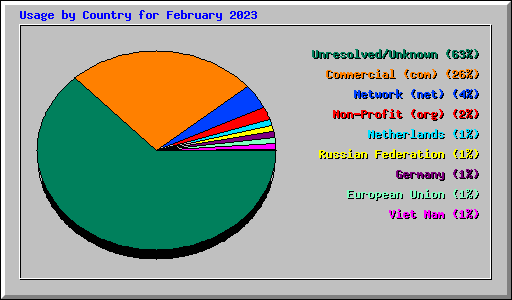 Usage by Country for February 2023
Unresolved/Unknown (63%)
Commercial (com) (26%)
Network (net) (4%)
Non-Profit (org) (2%)
Netherlands (1%)
Russian Federation (1%)
Germany (1%)
European Union (1%)
Viet Nam (1%)